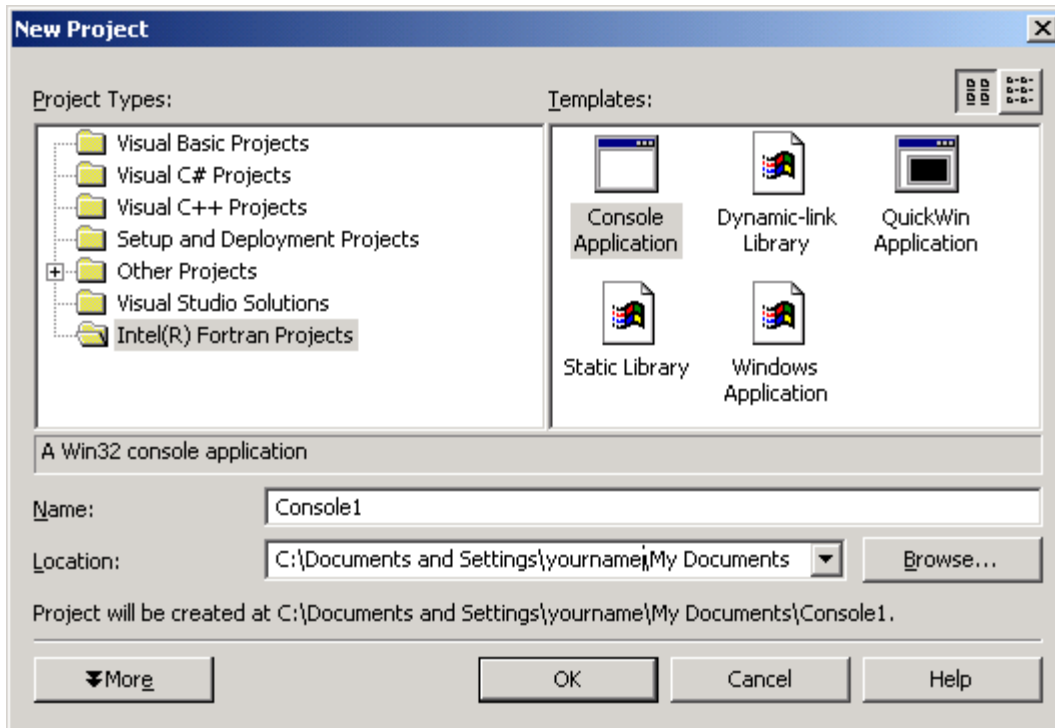 New Project
Project Types:
Templates:
Visual Basic Projects
Visual C# Projects
Visual C++ Projects
Setup and Deployment Projects
Other Projects
Visual Studio Solutions
Intel(R) Fortran Projects
Console
Application
Dynamic-link
Library
QuickWin
Application
Static Library
Windows
Application
A Win32 console application
Name:
Console1
Location:
C:\Documents and Settings\yourname\My Documents
Browse...
Project will be created at C:\Documents and Settings\yourname\My Documents\Console1.
More
OK
Cancel
Help